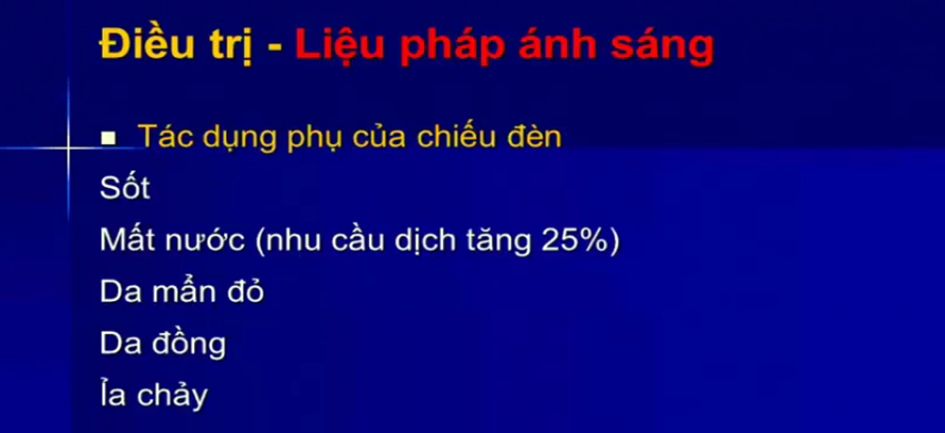 Điều trị - Liệu pháp ánh sáng
Tác dụng phụ của chiếu đèn
Sốt
Mất nước (nhu cầu dịch tăng 25%)
Da mẩn đỏ
Da đồng
Ỉa chảy